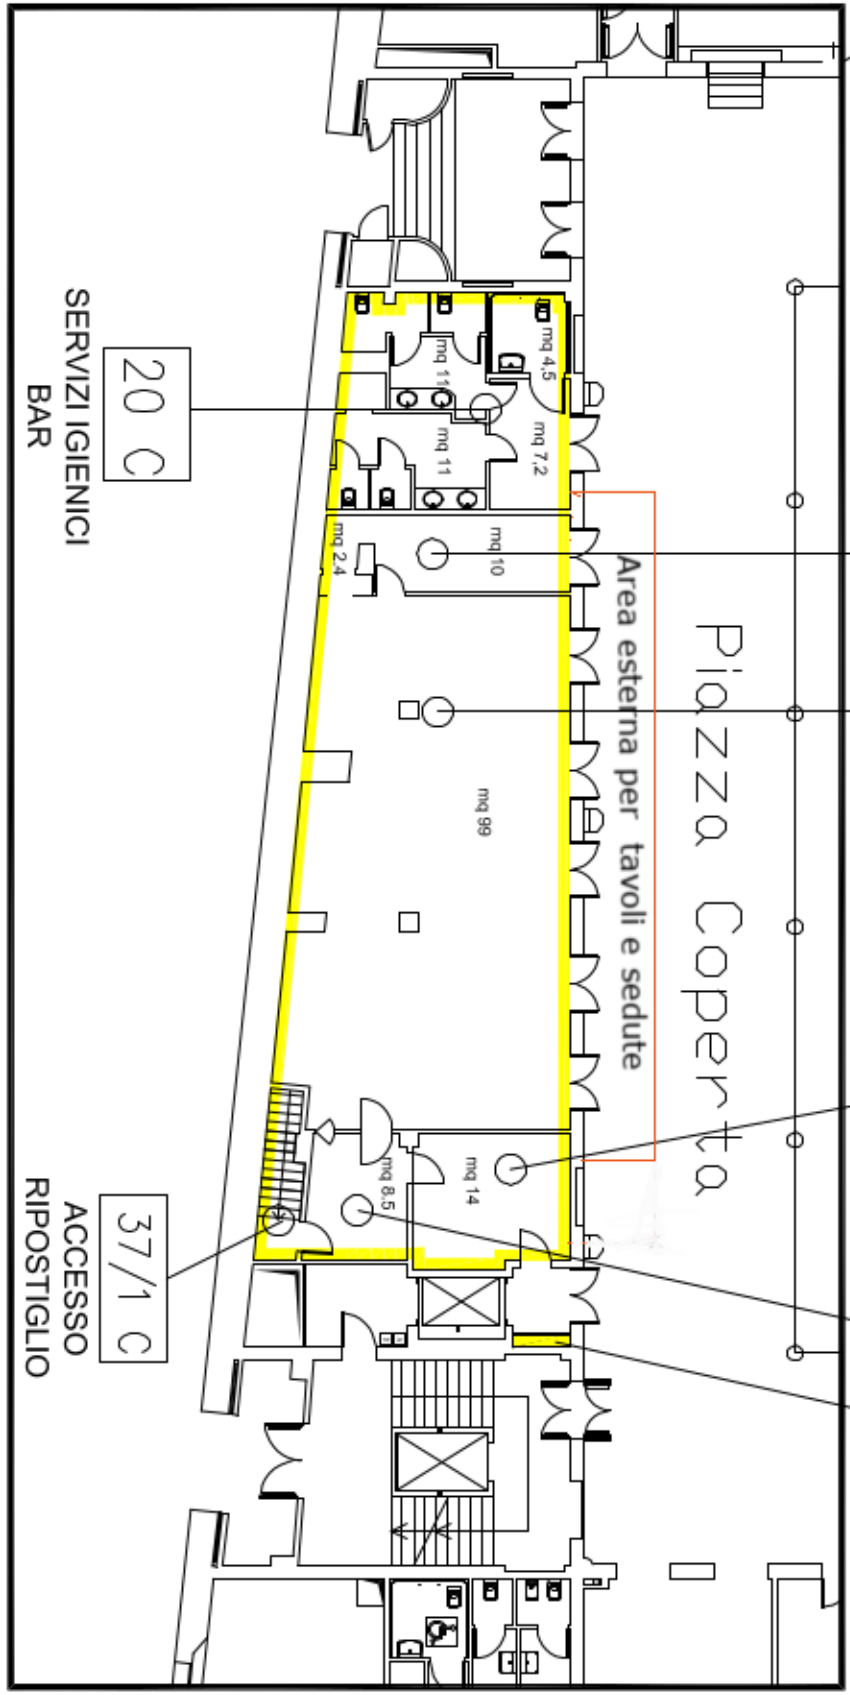 Piazza Coperta
Area esterna per tavoli e sedute
mq 4,5
mq 7,2
mq 11
mq 11
mq 10
mq 2.4
mq 99
mq 14
mq 8.5
20 C
SERVIZI IGIENICI
BAR
37/1 C
ACCESSO
RIPOSTIGLIO